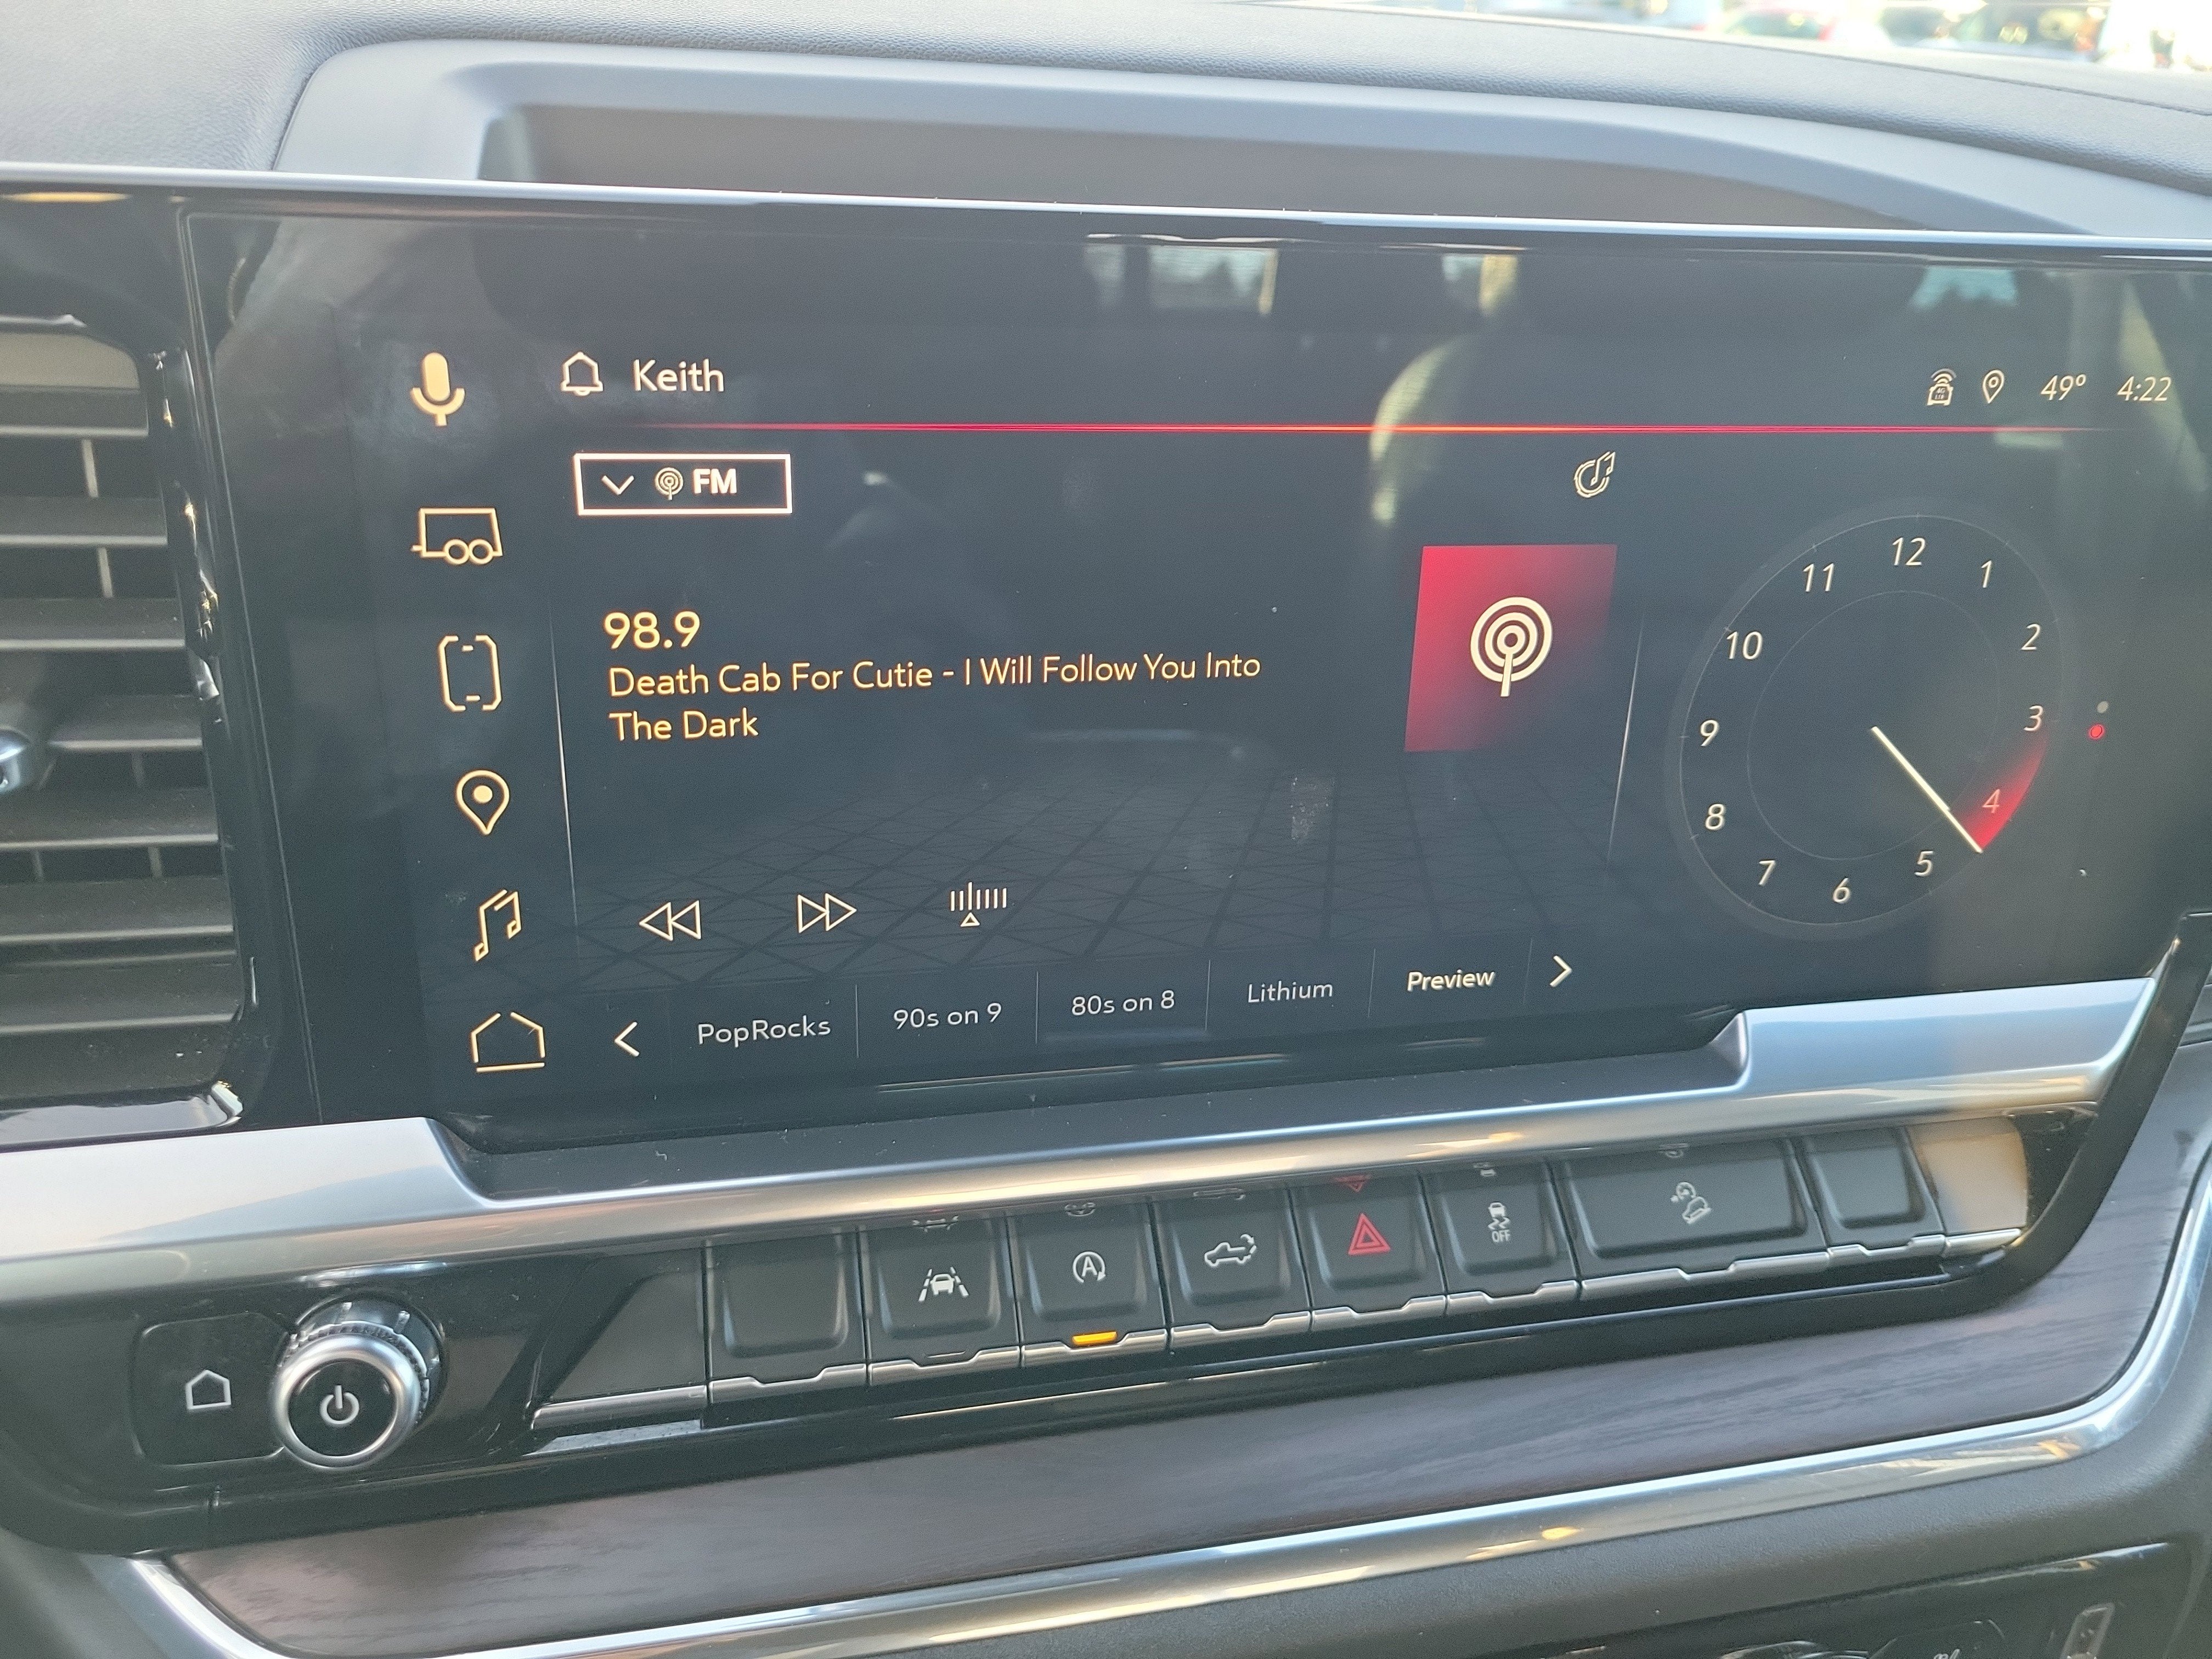 Keith
49° 4:22
FM
98.9
Death Cab For Cutie - I Will Follow You Into
The Dark
12
11 1
10 2
9 3
8 4
7 5
6
PopRocks 90s on 9 80s on 8 Lithium Preview
A
OFF